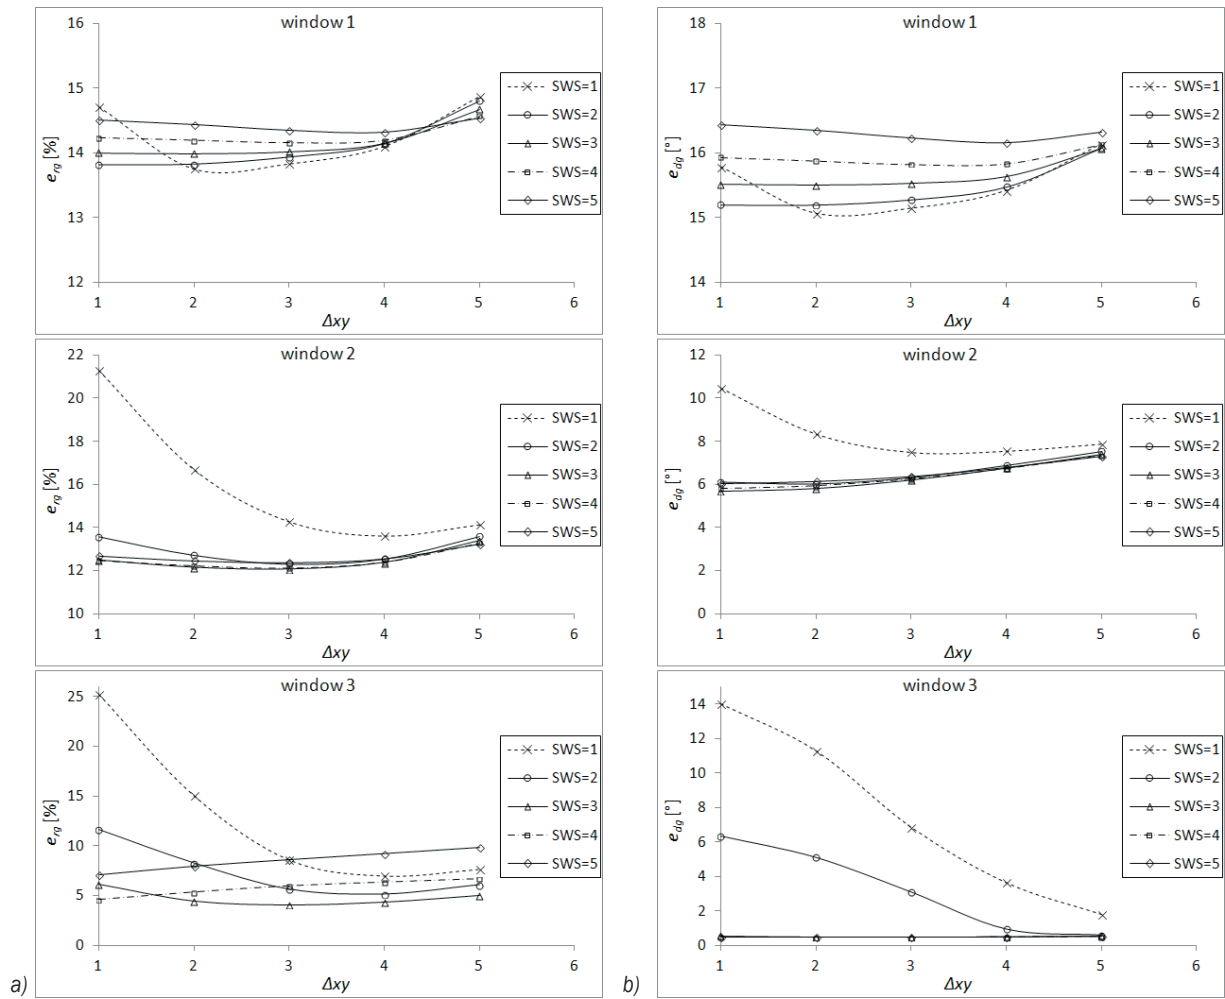 window 1
16
15
14
13
12
e_rg [%]
1 2 3 4 5 6
Δxy
SWS=1
SWS=2
SWS=3
SWS=4
SWS=5
window 1
18
17
16
15
14
e_dg [°]
1 2 3 4 5 6
Δxy
SWS=1
SWS=2
SWS=3
SWS=4
SWS=5
window 2
22
20
18
16
14
12
10
e_rg [%]
1 2 3 4 5 6
Δxy
SWS=1
SWS=2
SWS=3
SWS=4
SWS=5
window 2
12
10
8
6
4
2
0
e_dg [°]
1 2 3 4 5 6
Δxy
SWS=1
SWS=2
SWS=3
SWS=4
SWS=5
window 3
25
20
15
10
5
0
e_rg [%]
1 2 3 4 5 6
Δxy
SWS=1
SWS=2
SWS=3
SWS=4
SWS=5
a)
window 3
14
12
10
8
6
4
2
0
e_dg [°]
1 2 3 4 5 6
Δxy
SWS=1
SWS=2
SWS=3
SWS=4
SWS=5
b)